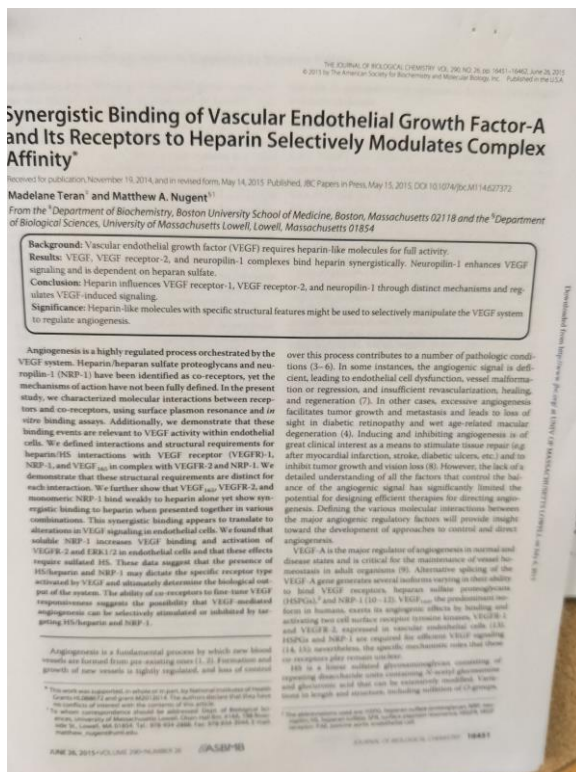 THE JOURNAL OF BIOLOGICAL CHEMISTRY VOL. 290, NO. 26, pp. 16451–16462, June 26, 2015
© 2015 by The American Society for Biochemistry and Molecular Biology, Inc. Published in the U.S.A.
Synergistic Binding of Vascular Endothelial Growth Factor-A
and Its Receptors to Heparin Selectively Modulates Complex
Affinity*
Received for publication, November 19, 2014, and in revised form, May 14, 2015 Published, JBC Papers in Press, May 15, 2015, DOI 10.1074/jbc.M114.627372
Madelane Teran‡ and Matthew A. Nugent§1
From the ‡Department of Biochemistry, Boston University School of Medicine, Boston, Massachusetts 02118 and the §Department
of Biological Sciences, University of Massachusetts Lowell, Lowell, Massachusetts 01854
Background: Vascular endothelial growth factor (VEGF) requires heparin-like molecules for full activity.
Results: VEGF, VEGF receptor-2, and neuropilin-1 complexes bind heparin synergistically. Neuropilin-1 enhances VEGF
signaling and is dependent on heparan sulfate.
Conclusion: Heparin influences VEGF receptor-1, VEGF receptor-2, and neuropilin-1 through distinct mechanisms and reg-
ulates VEGF-induced signaling.
Significance: Heparin-like molecules with specific structural features might be used to selectively manipulate the VEGF system
to regulate angiogenesis.
Angiogenesis is a highly regulated process orchestrated by the
VEGF system. Heparin/heparan sulfate proteoglycans and neu-
ropilin-1 (NRP-1) have been identified as co-receptors, yet the
mechanisms of action have not been fully defined. In the present
study, we characterized molecular interactions between recep-
tors and co-receptors, using surface plasmon resonance and in
vitro binding assays. Additionally, we demonstrate that these
binding events are relevant to VEGF activity within endothelial
cells. We defined interactions and structural requirements for
heparin/HS interactions with VEGF receptor (VEGFR)-1,
NRP-1, and VEGF165 in complex with VEGFR-2 and NRP-1. We
demonstrate that these structural requirements are distinct for
each interaction. We further show that VEGF165, VEGFR-2, and
monomeric NRP-1 bind weakly to heparin alone yet show syn-
ergistic binding to heparin when presented together in various
combinations. This synergistic binding appears to translate to
alterations in VEGF signaling in endothelial cells. We found that
soluble NRP-1 increases VEGF binding and activation of
VEGFR-2 and ERK1/2 in endothelial cells and that these effects
require sulfated HS. These data suggest that the presence of
HS/heparin and NRP-1 may dictate the specific receptor type
activated by VEGF and ultimately determine the biological out-
put of the system. The ability of co-receptors to fine-tune VEGF
responsiveness suggests the possibility that VEGF-mediated
angiogenesis can be selectively stimulated or inhibited by tar-
geting HS/heparin and NRP-1.
Angiogenesis is a fundamental process by which new blood
vessels are formed from pre-existing ones (1, 2). Formation and
growth of new vessels is tightly regulated, and loss of control
* This work was supported, in whole or in part, by National Institutes of Health
The authors declare that they have
no conflicts of interest with the contents of this article.
JUNE 26, 2015 • VOLUME 290 • NUMBER 26
ASBMB
over this process contributes to a number of pathologic condi-
tions (3–6). In some instances, the angiogenic signal is defi-
cient, leading to endothelial cell dysfunction, vessel malforma-
tion or regression, and insufficient revascularization, healing,
and regeneration (7). In other cases, excessive angiogenesis
facilitates tumor growth and metastasis and leads to loss of
sight in diabetic retinopathy and wet age-related macular
degeneration (4). Inducing and inhibiting angiogenesis is of
great clinical interest as a means to stimulate tissue repair (e.g.
after myocardial infarction, stroke, diabetic ulcers, etc.) and to
inhibit tumor growth and vision loss (8). However, the lack of a
detailed understanding of all the factors that control the bal-
ance of the angiogenic signal has significantly limited the
potential for designing efficient therapies for directing angio-
genesis. Defining the various molecular interactions between
the major angiogenic regulatory factors will provide insight
toward the development of approaches to control and direct
angiogenesis.
VEGF-A is the major regulator of angiogenesis in normal and
disease states and is critical for the maintenance of vessel ho-
meostasis in adult organisms (9). Alternative splicing of the
VEGF-A gene generates several isoforms varying in their ability
to bind VEGF receptors, heparan sulfate proteoglycans
(HSPGs),2 and NRP-1 (10–12). VEGF165, the predominant iso-
form in humans, exerts its angiogenic effects by binding and
activating two cell surface receptor tyrosine kinases, VEGFR-1
and VEGFR-2, expressed in vascular endothelial cells (13).
HSPGs and NRP-1 are required for efficient VEGF signaling
(14, 15); nevertheless, the specific mechanistic roles that these
co-receptors play remain unclear.
HS is a linear sulfated glycosaminoglycan consisting of
repeating disaccharide units containing N-acetyl glucosamine
and glucuronic acid that can be extensively modified.
JOURNAL OF BIOLOGICAL CHEMISTRY 16451